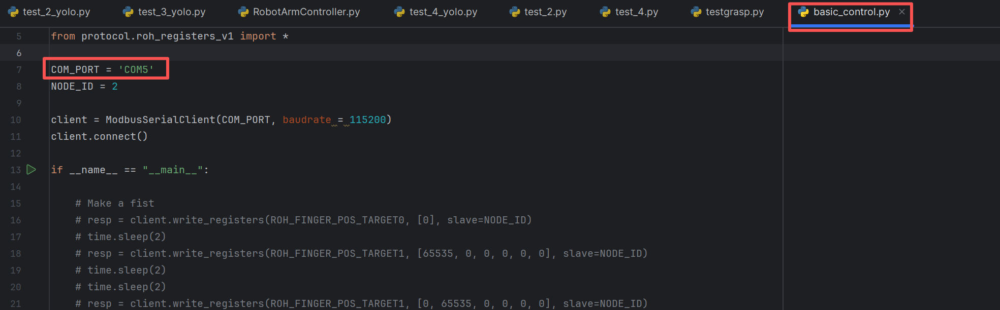 test_2_yolo.py test_3_yolo.py RobotArmController.py test_4_yolo.py test_2.py test_4.py testgrasp.py basic_control.py ×
5 from protocol.roh_registers_v1 import *
6
7 COM_PORT = 'COM5'
8 NODE_ID = 2
9
10 client = ModbusSerialClient(COM_PORT, baudrate = 115200)
11 client.connect()
12
13 if __name__ == "__main__":
14
15 # Make a fist
16 # resp = client.write_registers(ROH_FINGER_POS_TARGET0, [0], slave=NODE_ID)
17 # time.sleep(2)
18 # resp = client.write_registers(ROH_FINGER_POS_TARGET1, [65535, 0, 0, 0, 0, 0], slave=NODE_ID)
19 # time.sleep(2)
20 # time.sleep(2)
21 # resp = client.write_registers(ROH_FINGER_POS_TARGET1, [0, 65535, 0, 0, 0, 0], slave=NODE_ID)